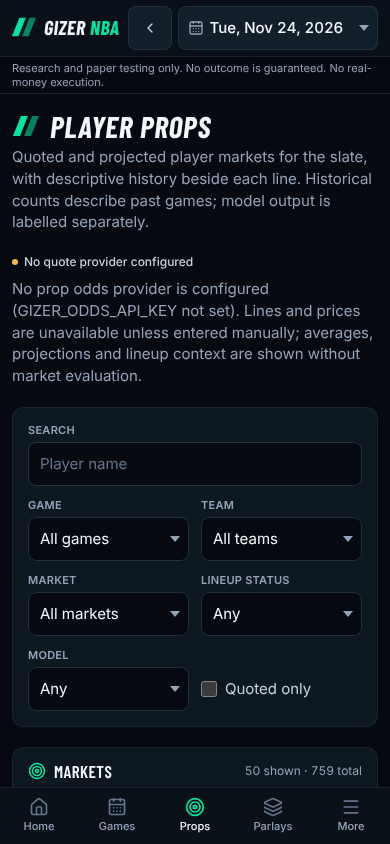 GIZER NBA
Tue, Nov 24, 2026
Research and paper testing only. No outcome is guaranteed. No real-
money execution.
PLAYER PROPS
Quoted and projected player markets for the slate,
with descriptive history beside each line. Historical
counts describe past games; model output is
labelled separately.
No quote provider configured
No prop odds provider is configured
(GIZER_ODDS_API_KEY not set). Lines and prices
are unavailable unless entered manually; averages,
projections and lineup context are shown without
market evaluation.
SEARCH
Player name
GAME TEAM
All games All teams
MARKET LINEUP STATUS
All markets Any
MODEL
Any Quoted only
MARKETS 50 shown · 759 total
Home Games Props Parlays More